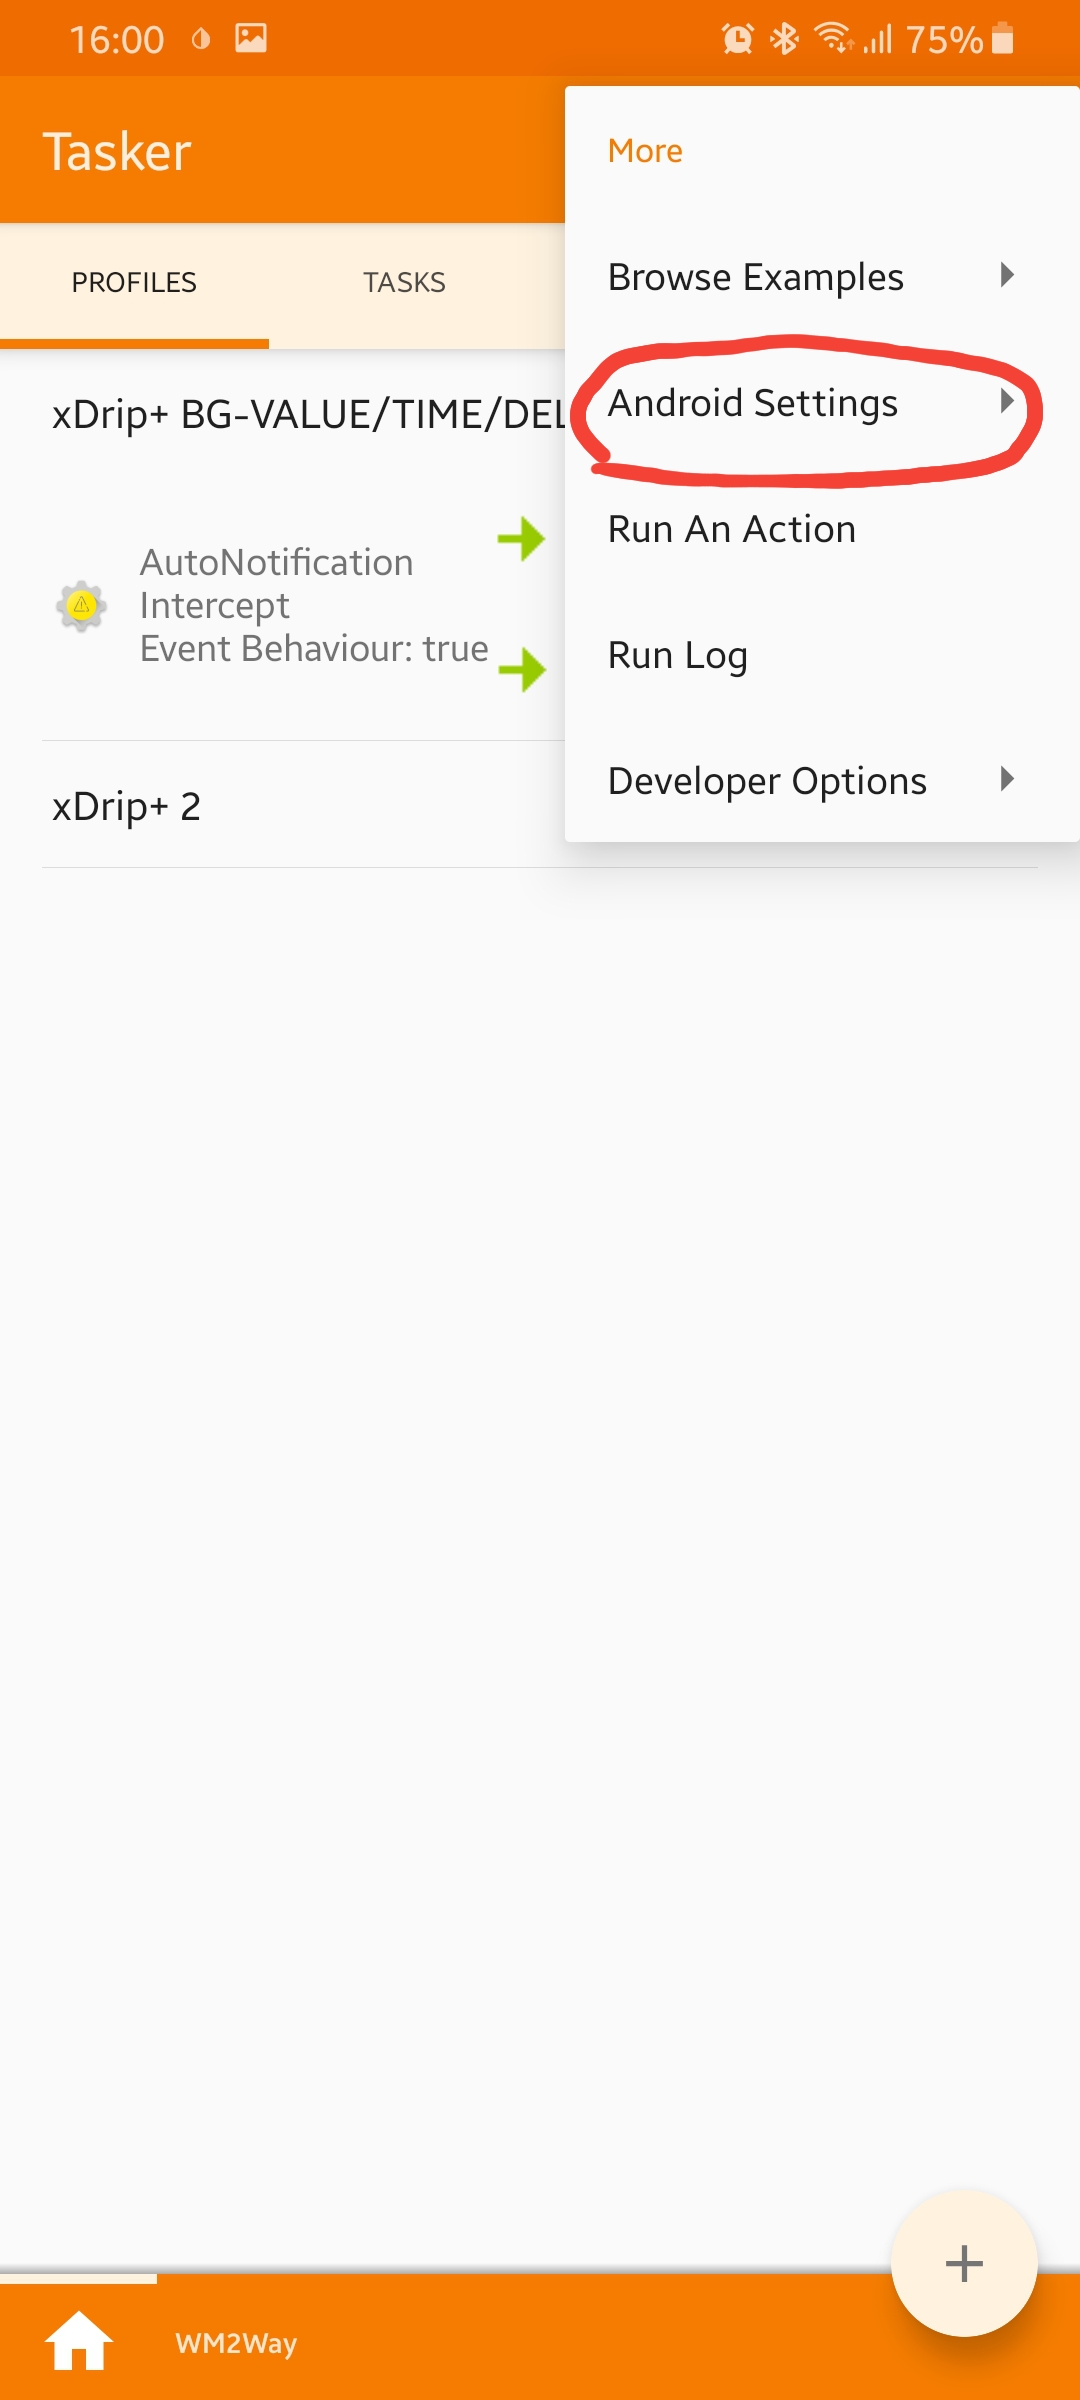 16:00
75%
Tasker
More
Browse Examples
Android Settings
Run An Action
Run Log
Developer Options
PROFILES
TASKS
xDrip+ BG-VALUE/TIME/DEL
AutoNotification
Intercept
Event Behaviour: true
xDrip+ 2
+
WM2Way